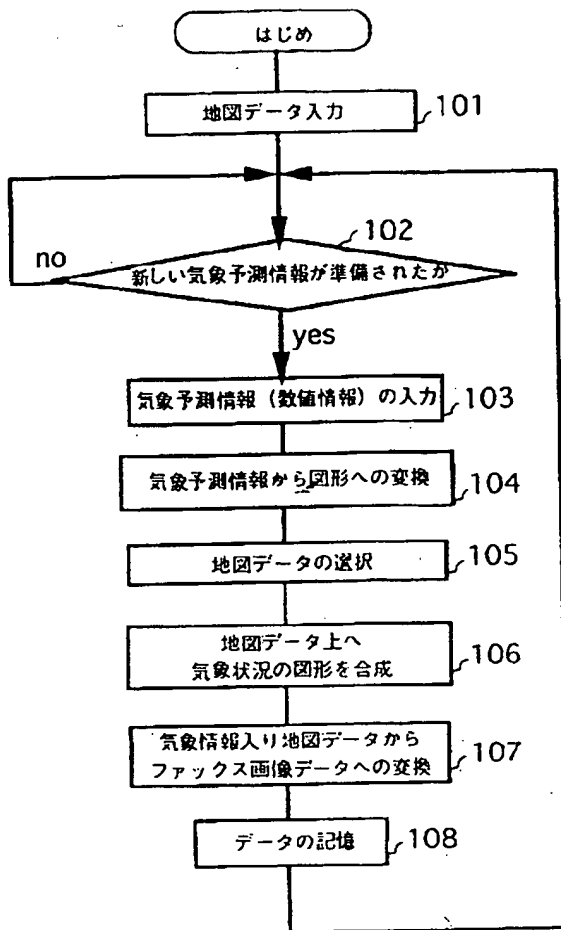 はじめ
地図データ入力
101
102
no
新しい気象予測情報が準備されたか
yes
気象予測情報（数値情報）の入力
103
気象予測情報から図形への変換
104
地図データの選択
105
地図データ上へ
気象状況の図形を合成
106
気象情報入り地図データから
ファックス画像データへの変換
107
データの記憶
108